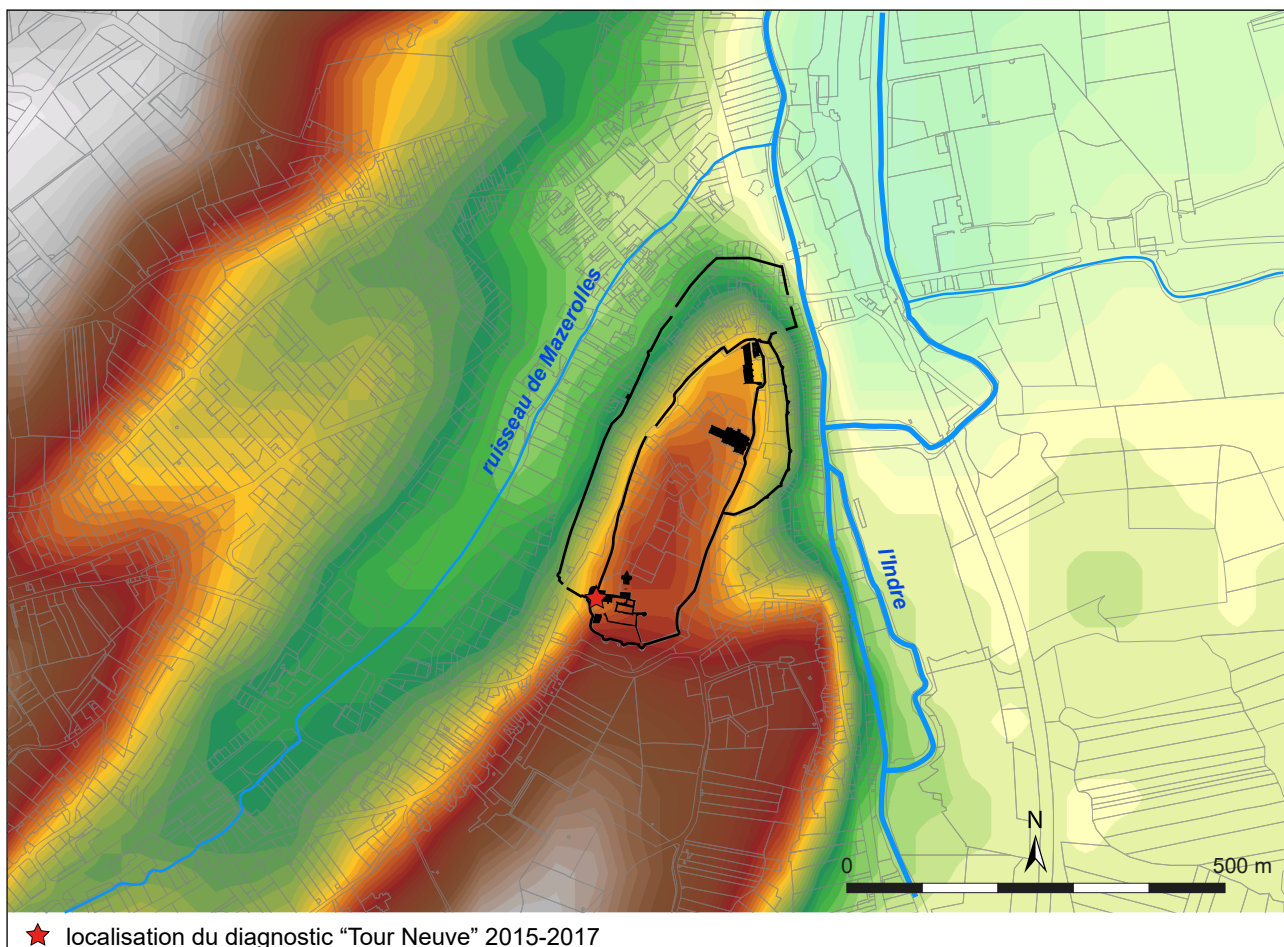 ruisseau de Mazerolles
l'Indre
N
0
500 m
localisation du diagnostic “Tour Neuve” 2015-2017